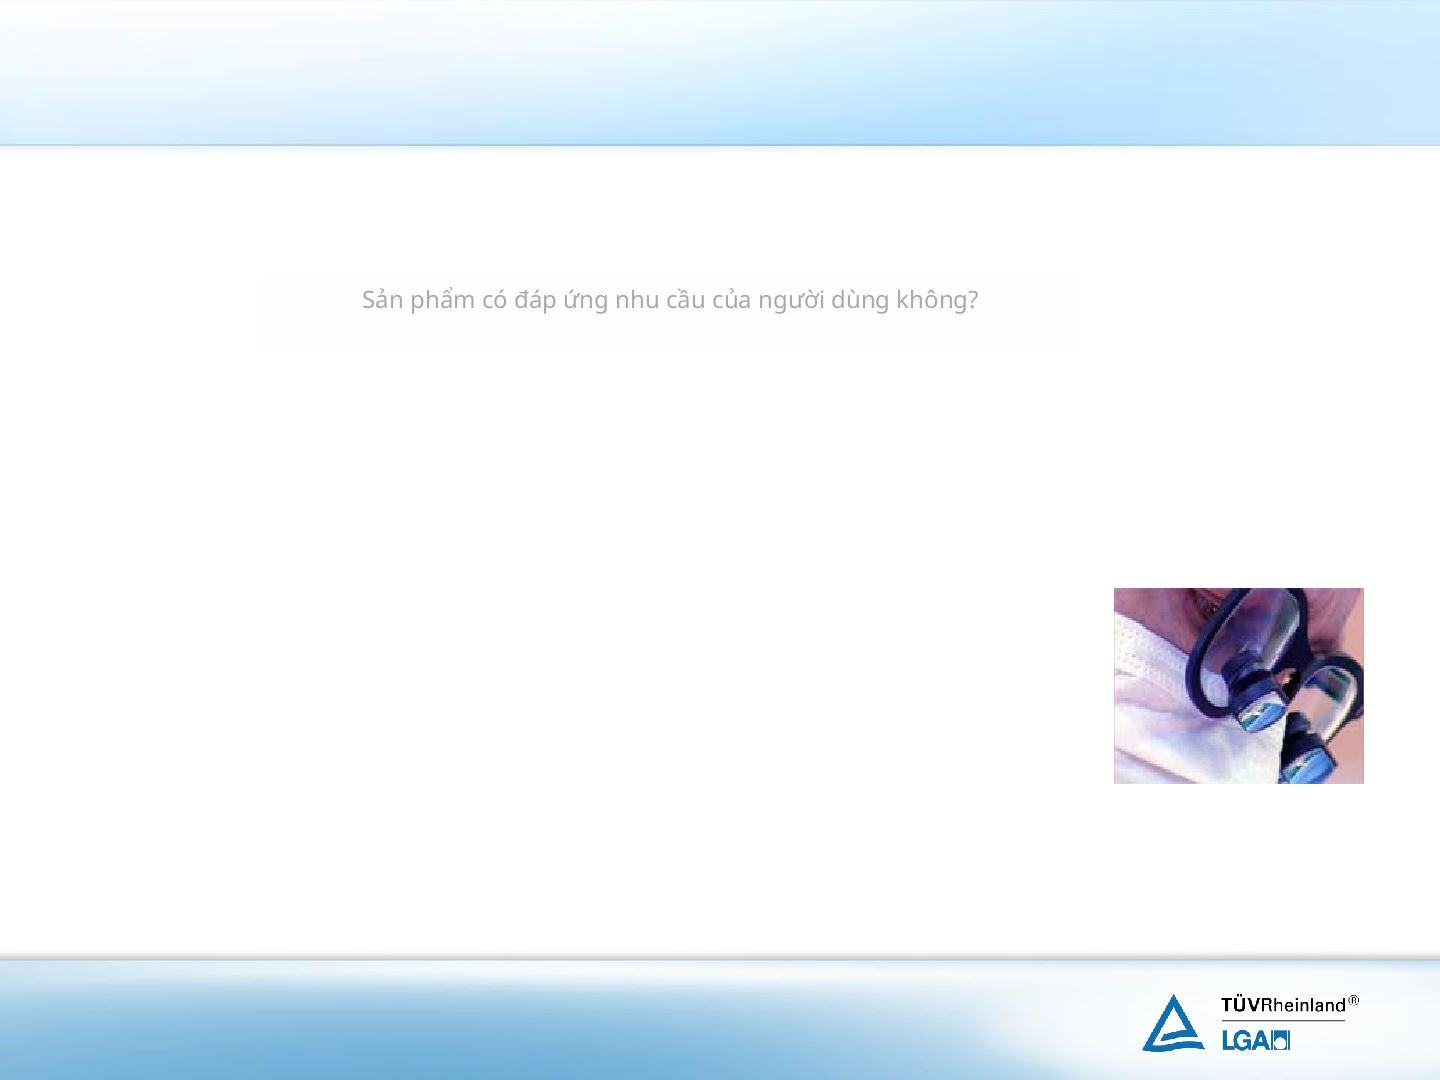 Sản phẩm có đáp ứng nhu cầu của người dùng không?
TÜVRheinland®
LGA